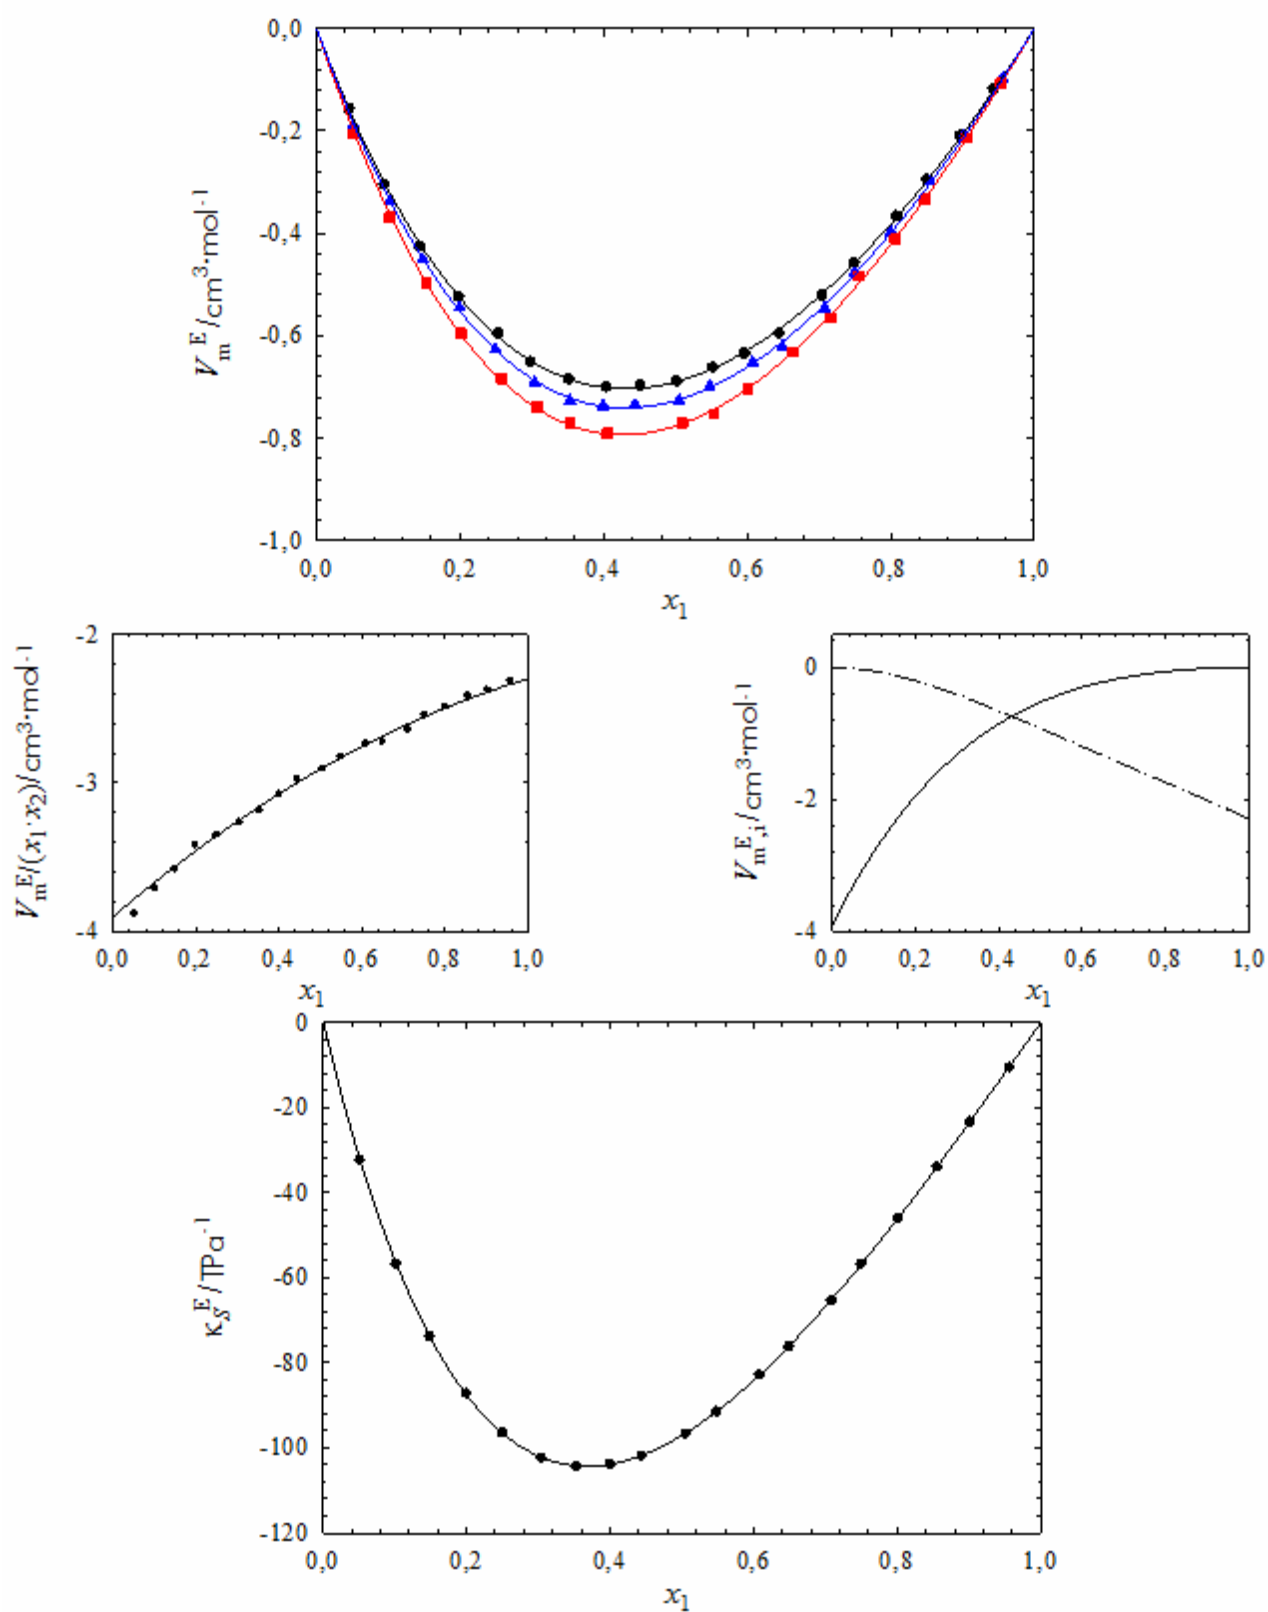 0,0
-0,2
-0,4
-0,6
-0,8
-1,0
V_m^E/cm³·mol⁻¹
0,0 0,2 0,4 0,6 0,8 1,0
x₁
-2
-3
-4
V_m^E/(x₁·x₂)/cm³·mol⁻¹
0,0 0,2 0,4 0,6 0,8 1,0
x₁
0
-2
-4
V_m^E,i/cm³·mol⁻¹
0,0 0,2 0,4 0,6 0,8 1,0
x₁
0
-20
-40
-60
-80
-100
-120
κ_S^E/TPa⁻¹
0,0 0,2 0,4 0,6 0,8 1,0
x₁